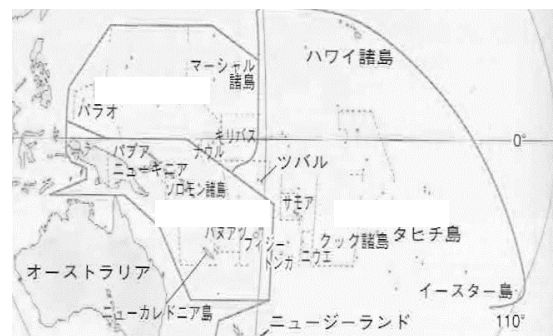 ハワイ諸島
マーシャル
諸島
パラオ
キリバス
ナウル
0°
パプア
ニューギニア
ツバル
ソロモン諸島
サモア
バヌアツ
フィジー
クック諸島
タヒチ島
トンガ
ニウエ
オーストラリア
イースター島
ニューカレドニア島
ニュージーランド
110°